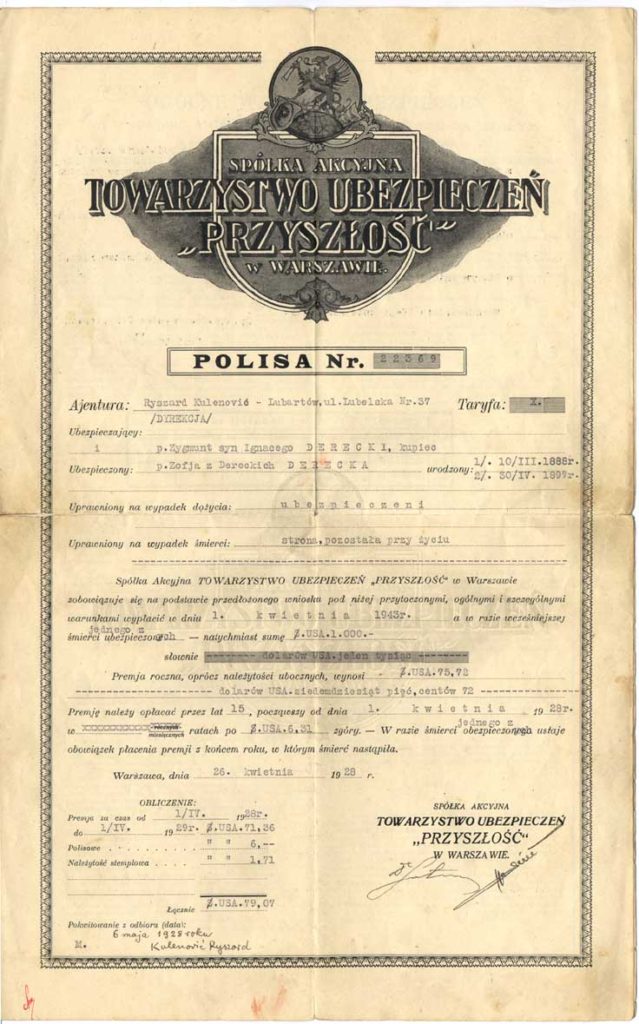 SPÓŁKA AKCYJNA
TOWARZYSTWO UBEZPIECZEŃ
„PRZYSZŁOŚĆ"
W WARSZAWIE.
POLISA Nr. 22369
Ajentura: Ryszard Kulenović - Lubartów, ul. Lubelska Nr. 37 Taryfa: X.
/DYREKCJA/
Ubezpieczający:
i p. Zygmunt syn Ignacego DERECKI, kupiec
Ubezpieczony: p. Zofja z Dereckich DERECKA urodzony: 1/. 10/III. 1888r.
2/. 30/IV. 1899r.
Uprawniony na wypadek dożycia: ubezpieczeni
Uprawniony na wypadek śmierci: strona, pozostała przy życiu
Spółka Akcyjna TOWARZYSTWO UBEZPIECZEŃ „PRZYSZŁOŚĆ" w Warszawie
zobowiązuje się na podstawie przedłożonego wniosku pod niżej przytoczonymi, ogólnymi i szczególnymi
warunkami wypłacić w dniu 1. kwietnia 1943r. a w razie wcześniejszej
jednego z
śmierci ubezpieczonych — natychmiast sumę $.USA.1.000.-
słownie dolarów USA. jeden tysiąc
Premja roczna, oprócz należytości ubocznych, wynosi - $.USA.75,72
dolarów USA. siedemdziesiąt pięć, centów 72
Premję należy opłacać przez lat 15, począwszy od dnia 1. kwietnia 1928r.
jednego z
w miesięcznych ratach po $.USA.6.31 zgóry. — W razie śmierci ubezpieczonych ustaje
obowiązek płacenia premji z końcem roku, w którym śmierć nastąpiła.
Warszawa, dnia 26. kwietnia 1928 r.
OBLICZENIE:
Premja za czas od 1/IV. 1928r.
do 1/IV. 1929r. $.USA.71,36
Polisowe " " 6,--
Należytość stemplowa " " 1.71
Łącznie $.USA.79,07
Pokwitowanie z odbioru (data):
6 maja 1928 roku
M. Kulenović Ryszard
SPÓŁKA AKCYJNA
TOWARZYSTWO UBEZPIECZEŃ
„PRZYSZŁOŚĆ"
W WARSZAWIE.